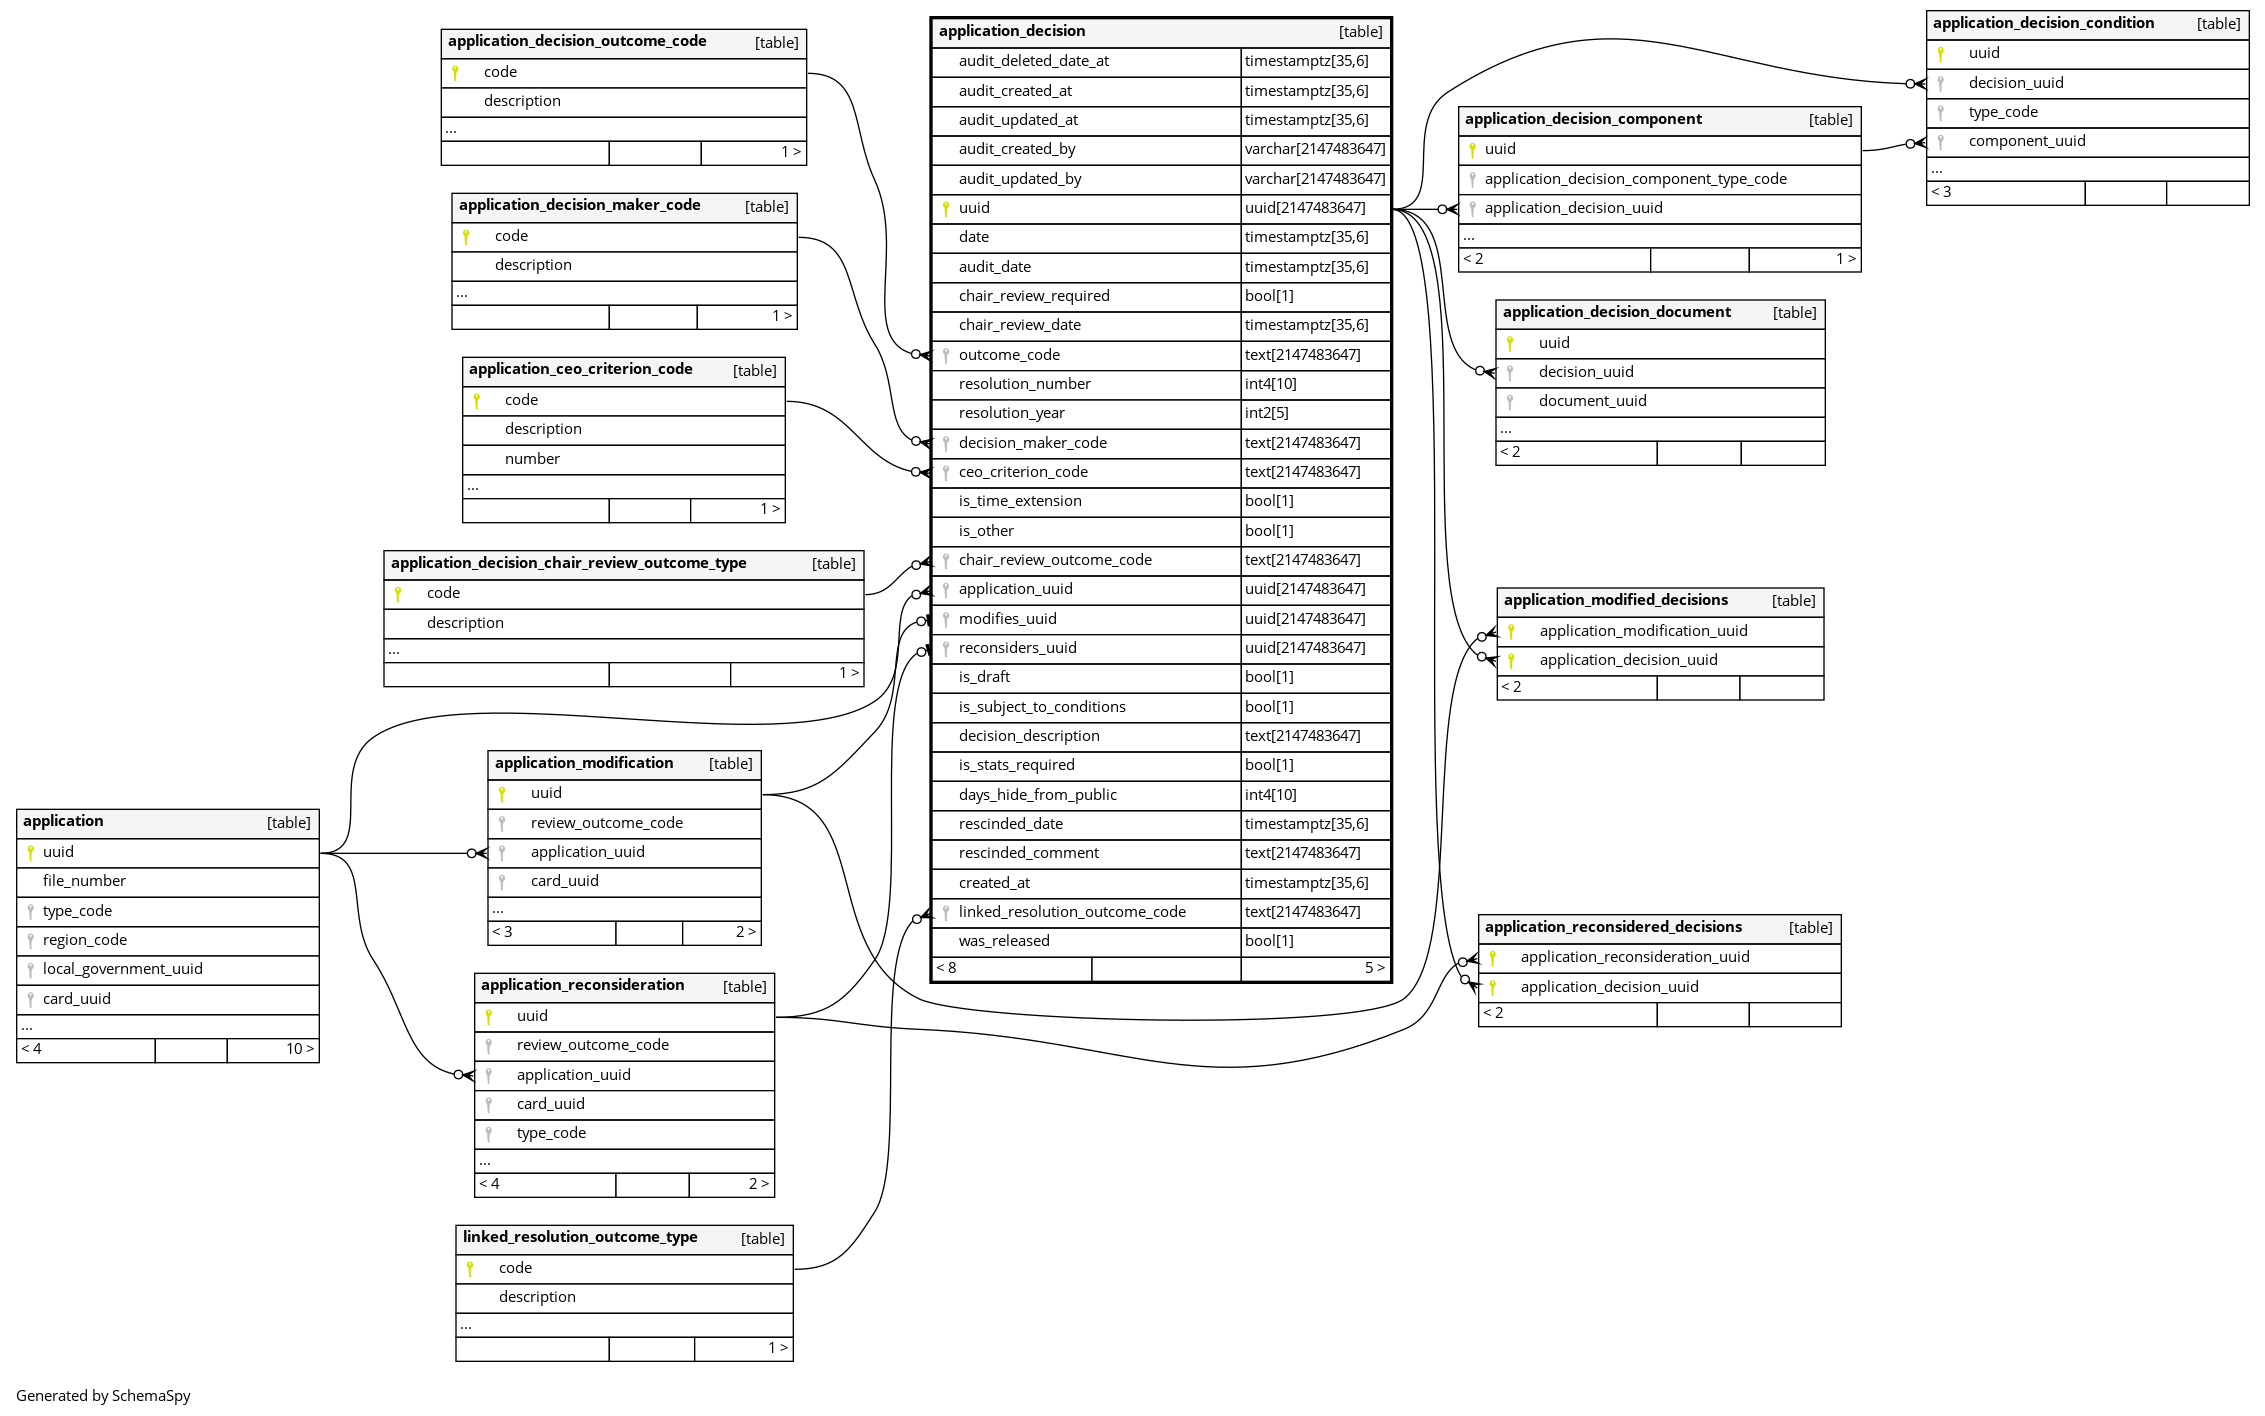 application_decision_outcome_code [table]
code
description
...
1 >
application_decision_maker_code [table]
code
description
...
1 >
application_ceo_criterion_code [table]
code
description
number
...
1 >
application_decision_chair_review_outcome_type [table]
code
description
...
1 >
application [table]
uuid
file_number
type_code
region_code
local_government_uuid
card_uuid
...
< 4 10 >
application_modification [table]
uuid
review_outcome_code
application_uuid
card_uuid
...
< 3 2 >
application_reconsideration [table]
uuid
review_outcome_code
application_uuid
card_uuid
type_code
...
< 4 2 >
linked_resolution_outcome_type [table]
code
description
...
1 >
application_decision [table]
audit_deleted_date_at timestamptz[35,6]
audit_created_at timestamptz[35,6]
audit_updated_at timestamptz[35,6]
audit_created_by varchar[2147483647]
audit_updated_by varchar[2147483647]
uuid uuid[2147483647]
date timestamptz[35,6]
audit_date timestamptz[35,6]
chair_review_required bool[1]
chair_review_date timestamptz[35,6]
outcome_code text[2147483647]
resolution_number int4[10]
resolution_year int2[5]
decision_maker_code text[2147483647]
ceo_criterion_code text[2147483647]
is_time_extension bool[1]
is_other bool[1]
chair_review_outcome_code text[2147483647]
application_uuid uuid[2147483647]
modifies_uuid uuid[2147483647]
reconsiders_uuid uuid[2147483647]
is_draft bool[1]
is_subject_to_conditions bool[1]
decision_description text[2147483647]
is_stats_required bool[1]
days_hide_from_public int4[10]
rescinded_date timestamptz[35,6]
rescinded_comment text[2147483647]
created_at timestamptz[35,6]
linked_resolution_outcome_code text[2147483647]
was_released bool[1]
< 8 5 >
application_decision_component [table]
uuid
application_decision_component_type_code
application_decision_uuid
...
< 2 1 >
application_decision_document [table]
uuid
decision_uuid
document_uuid
...
< 2
application_modified_decisions [table]
application_modification_uuid
application_decision_uuid
< 2
application_reconsidered_decisions [table]
application_reconsideration_uuid
application_decision_uuid
< 2
application_decision_condition [table]
uuid
decision_uuid
type_code
component_uuid
...
< 3
Generated by SchemaSpy